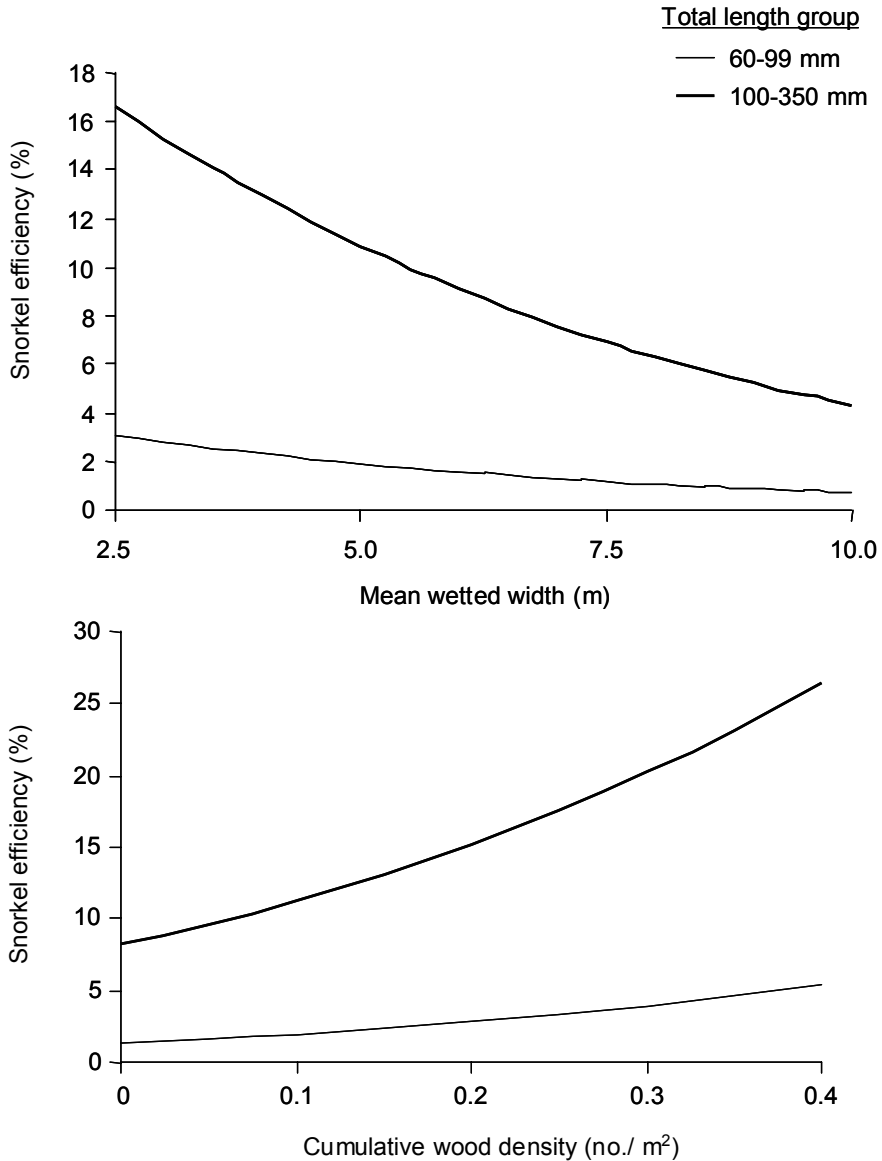 Total length group
60-99 mm
100-350 mm
Snorkel efficiency (%)
18
16
14
12
10
8
6
4
2
0
2.5 5.0 7.5 10.0
Mean wetted width (m)
Snorkel efficiency (%)
30
25
20
15
10
5
0
0 0.1 0.2 0.3 0.4
Cumulative wood density (no./ m²)